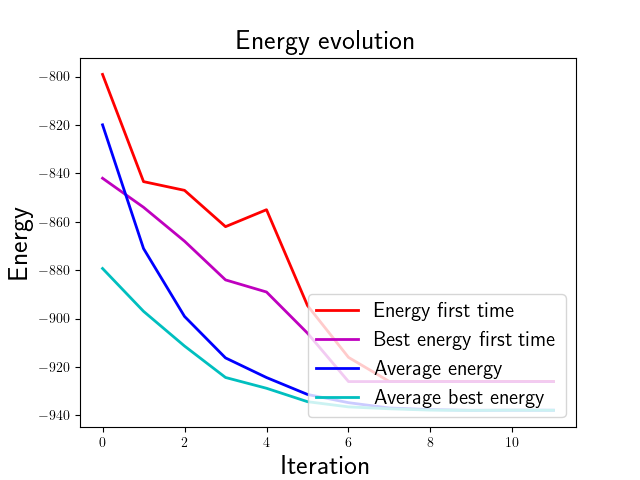 Energy evolution
Energy
−800
−820
−840
−860
−880
−900
−920
−940
Energy first time
Best energy first time
Average energy
Average best energy
0 2 4 6 8 10
Iteration